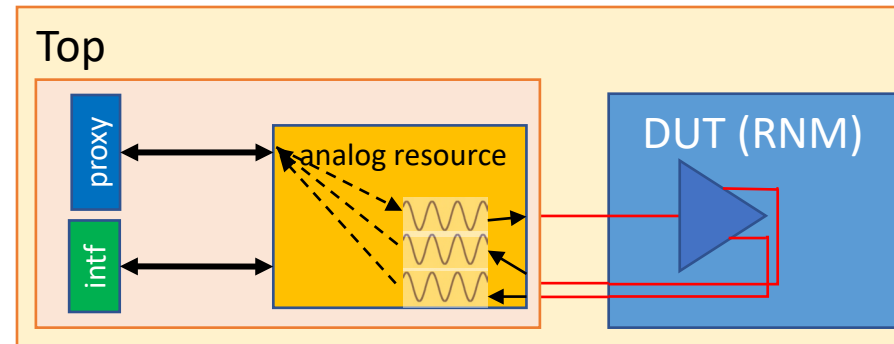 Top
proxy
analog resource
DUT (RNM)
intf